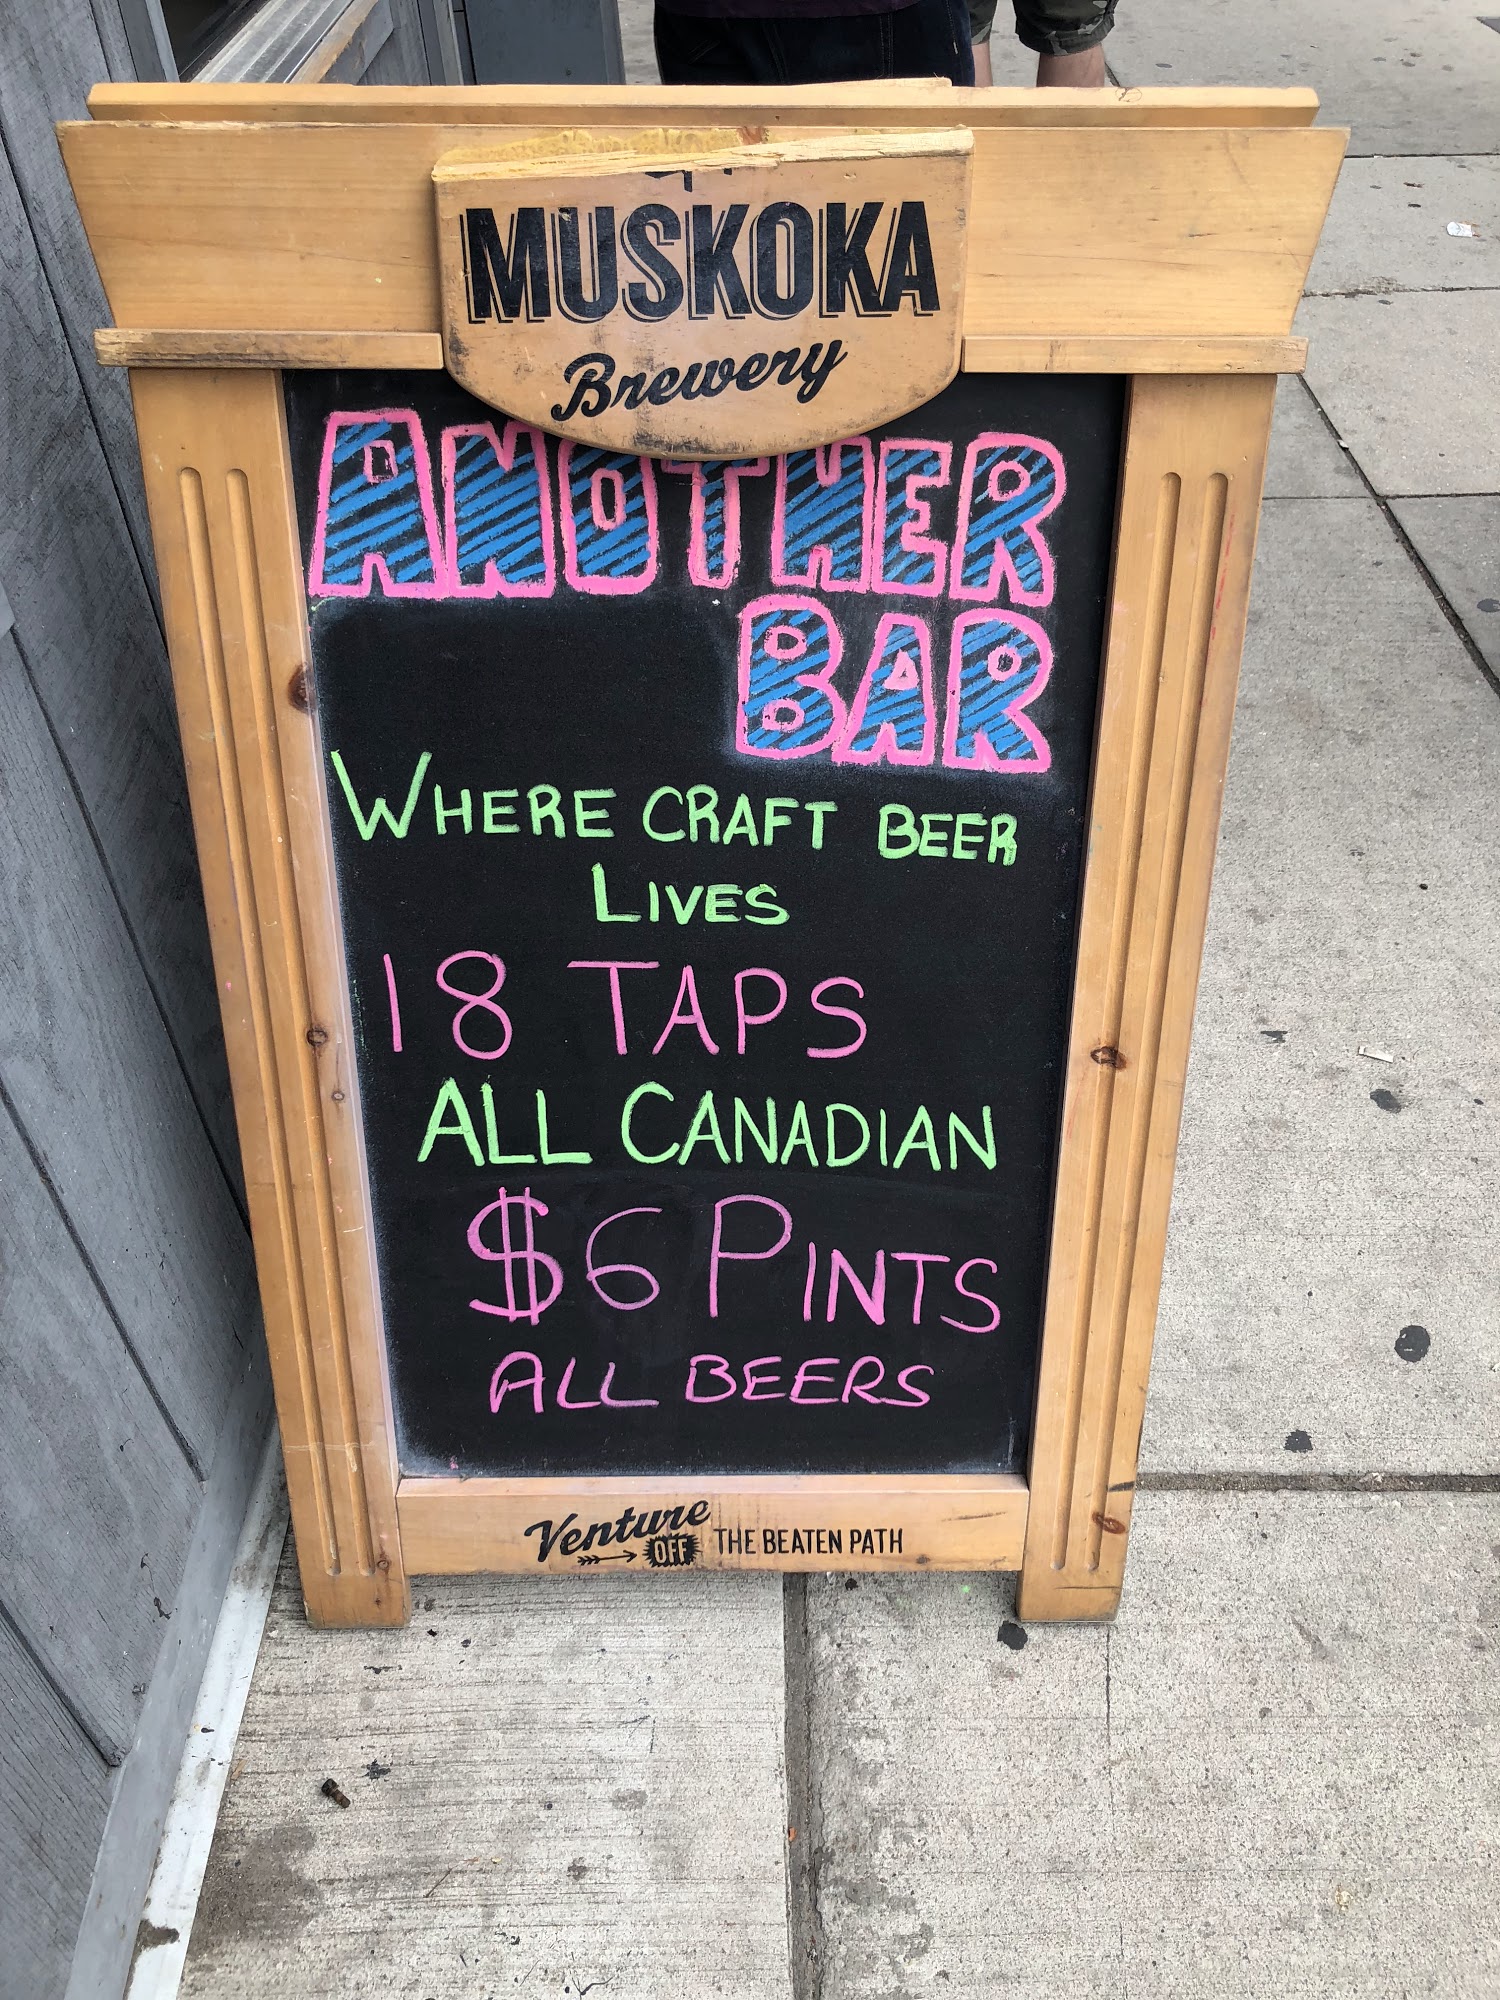 MUSKOKA
Brewery
ANOTHER
BAR
WHERE CRAFT BEER
LIVES
18 TAPS
ALL CANADIAN
$6 PINTS
ALL BEERS
Venture OFF THE BEATEN PATH